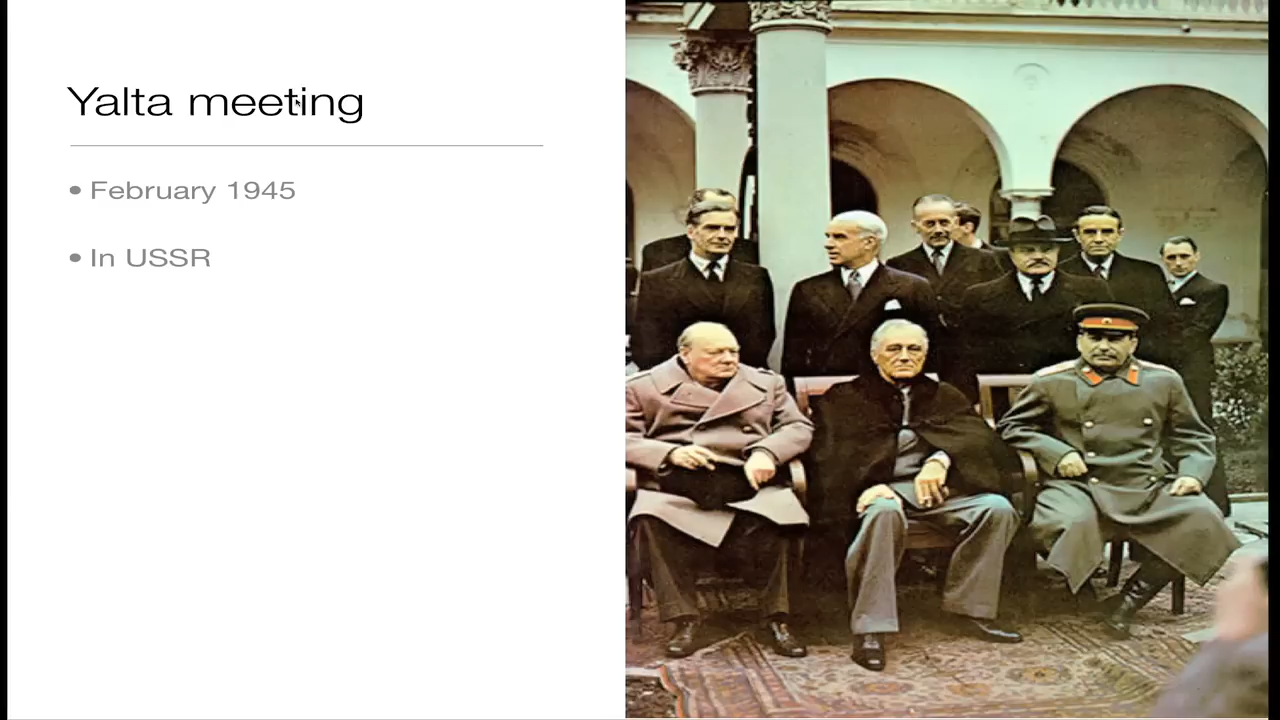 Yalta meeting
• February 1945
• In USSR